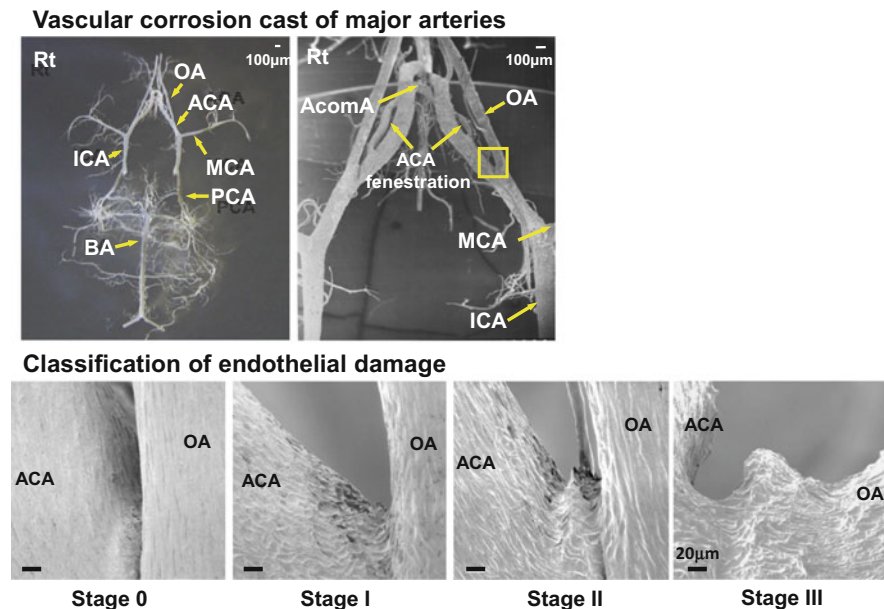 Vascular corrosion cast of major arteries
Rt
100μm
OA
ACA
ICA
MCA
PCA
BA
Rt
100μm
AcomA
OA
ACA
fenestration
MCA
ICA
Classification of endothelial damage
ACA
OA
ACA
OA
ACA
OA
ACA
OA
20μm
Stage 0
Stage I
Stage II
Stage III